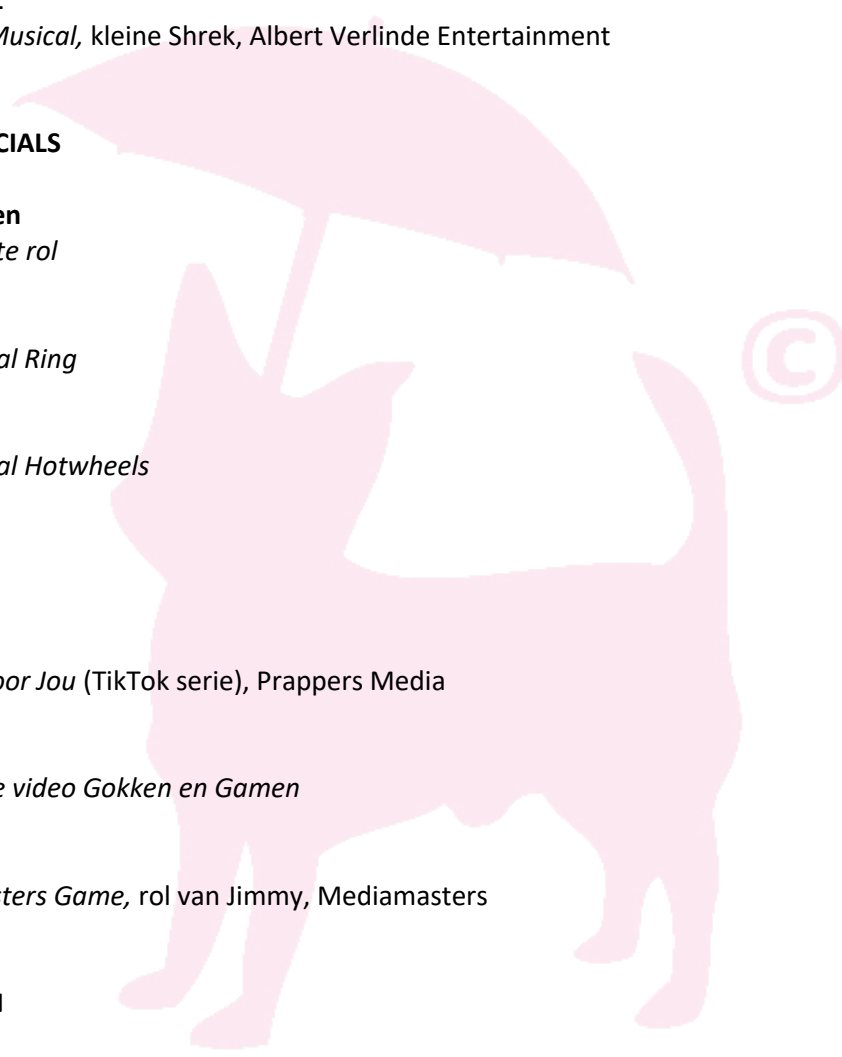 Musical, kleine Shrek, Albert Verlinde Entertainment
CIALS
en
te rol
al Ring
al Hotwheels
oor Jou (TikTok serie), Prappers Media
e video Gokken en Gamen
sters Game, rol van Jimmy, Mediamasters
©